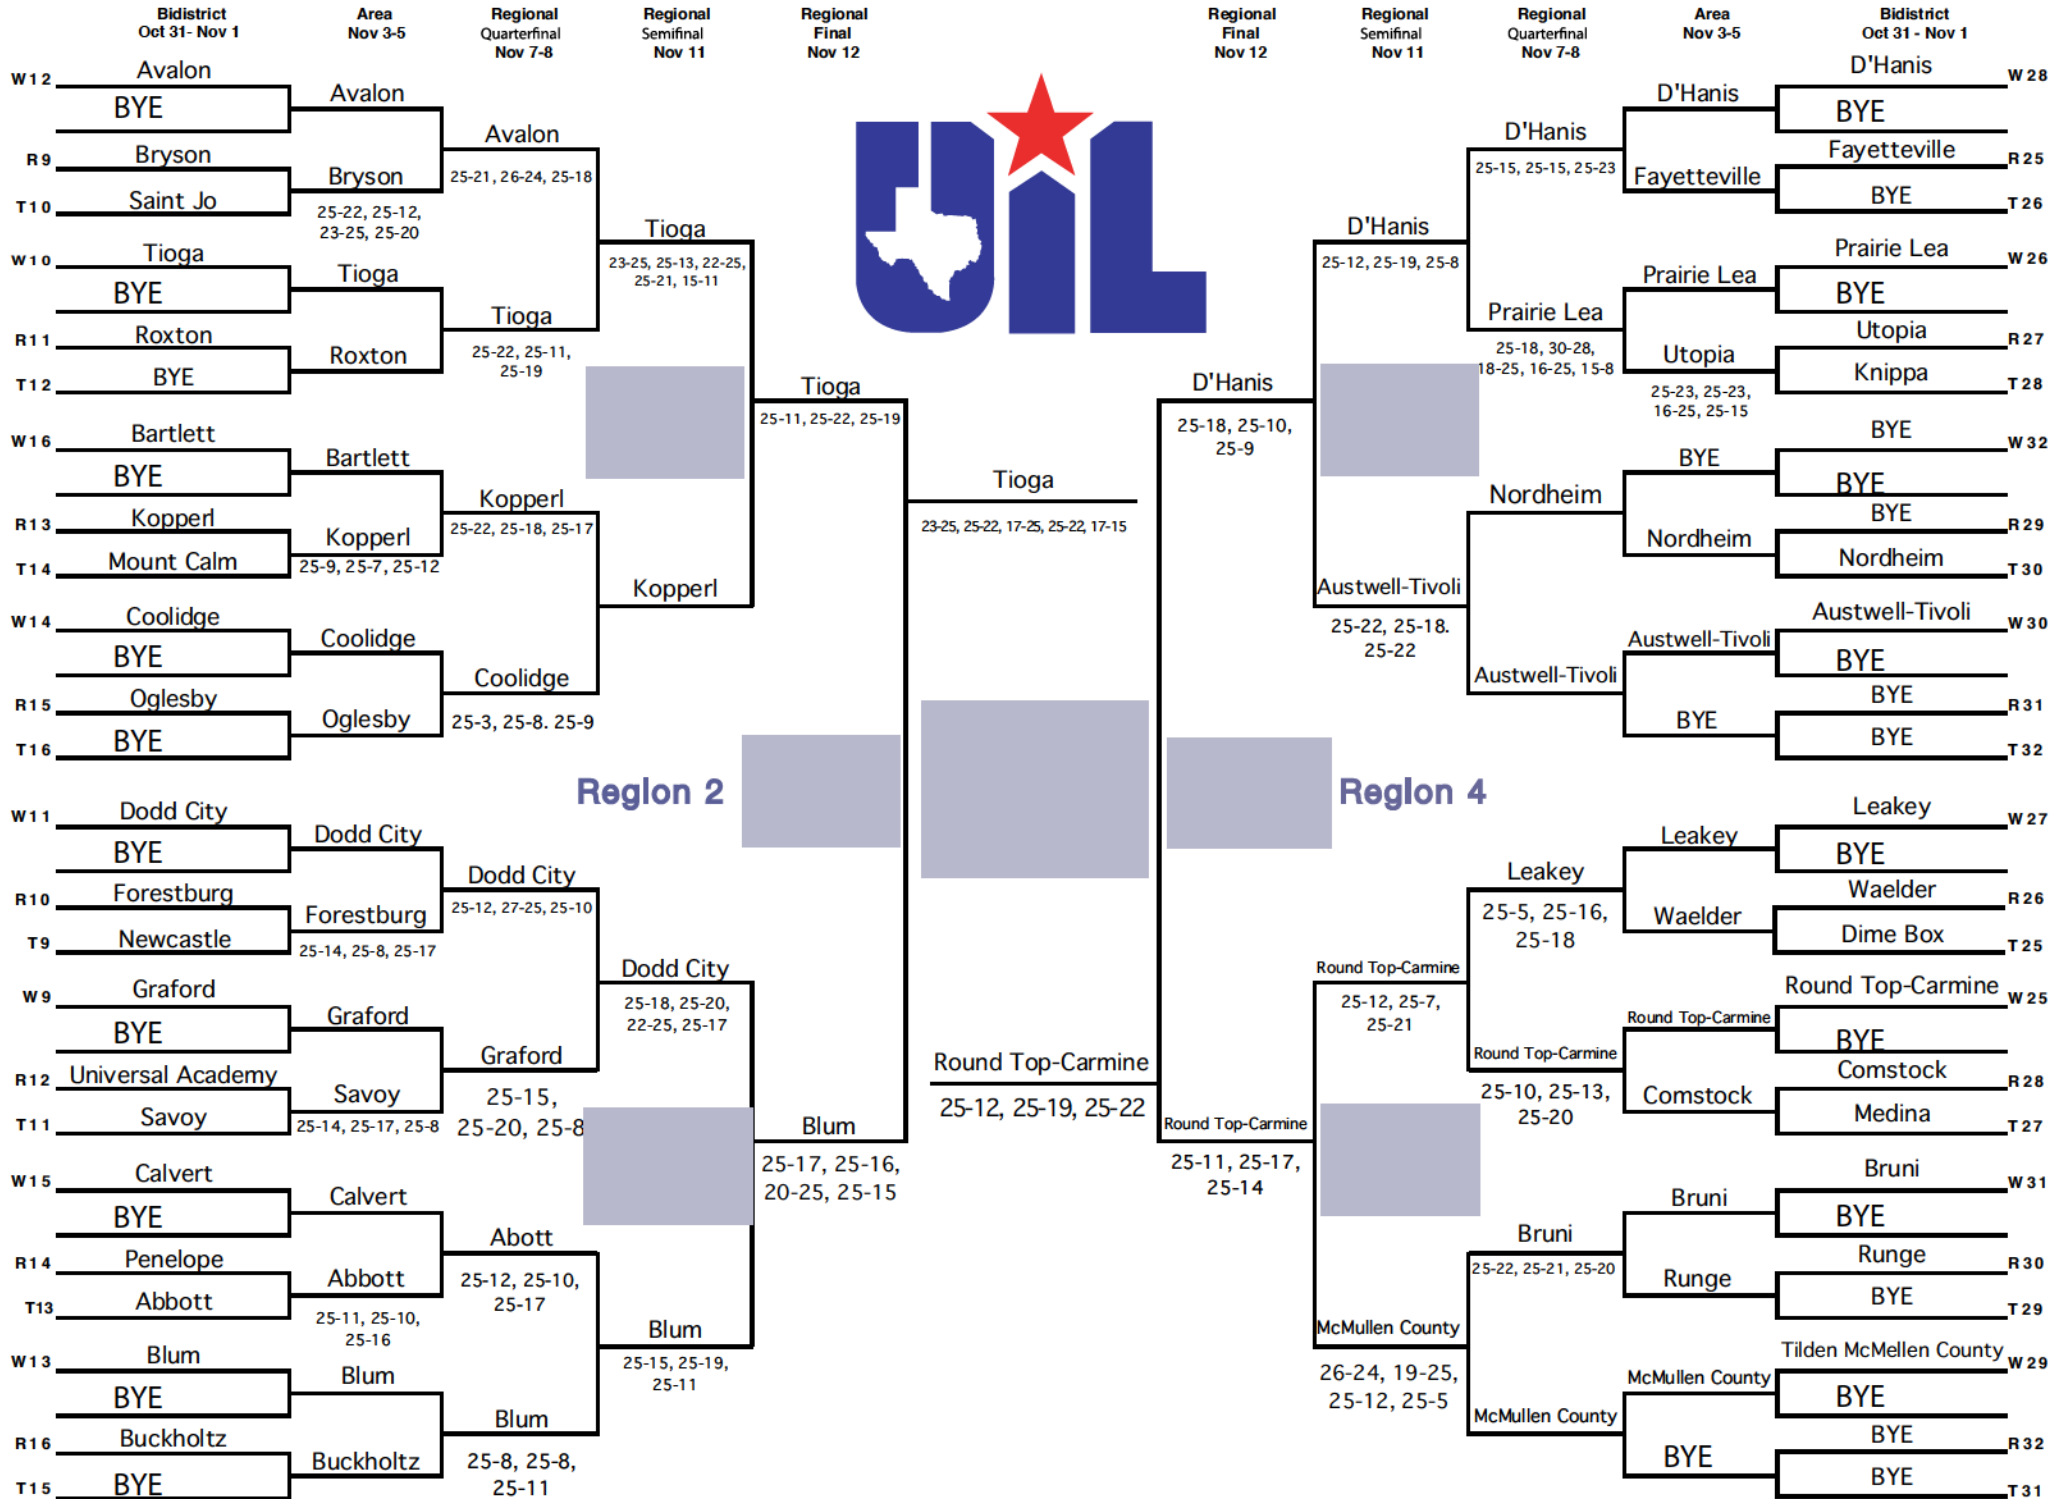 Bidistrict
Oct 31- Nov 1
Area
Nov 3-5
Regional
Quarterfinal
Nov 7-8
Regional
Semifinal
Nov 11
Regional
Final
Nov 12
Regional
Final
Nov 12
Regional
Semifinal
Nov 11
Regional
Quarterfinal
Nov 7-8
Area
Nov 3-5
Bidistrict
Oct 31 - Nov 1
W12
Avalon
BYE
R9
Bryson
T10
Saint Jo
W10
Tioga
BYE
R11
Roxton
T12
BYE
W16
Bartlett
BYE
R13
Kopperl
T14
Mount Calm
W14
Coolidge
BYE
R15
Oglesby
T16
BYE
W11
Dodd City
BYE
R10
Forestburg
T9
Newcastle
W9
Graford
BYE
R12
Universal Academy
T11
Savoy
W15
Calvert
BYE
R14
Penelope
T13
Abbott
W13
Blum
BYE
R16
Buckholtz
T15
BYE
Avalon
Bryson
25-22, 25-12,
23-25, 25-20
Tioga
Roxton
Bartlett
Kopperl
25-9, 25-7, 25-12
Coolidge
Oglesby
Dodd City
Forestburg
25-14, 25-8, 25-17
Graford
Savoy
25-14, 25-17, 25-8
Calvert
Abbott
25-11, 25-10,
25-16
Blum
Buckholtz
Avalon
25-21, 26-24, 25-18
Tioga
25-22, 25-11,
25-19
Kopperl
25-22, 25-18, 25-17
Coolidge
25-3, 25-8. 25-9
Dodd City
25-12, 27-25, 25-10
Graford
25-15,
25-20, 25-8
Abott
25-12, 25-10,
25-17
Blum
25-8, 25-8,
25-11
Tioga
23-25, 25-13, 22-25,
25-21, 15-11
Kopperl
Region 2
Dodd City
25-18, 25-20,
22-25, 25-17
Blum
25-15, 25-19,
25-11
Tioga
25-11, 25-22, 25-19
Blum
25-17, 25-16,
20-25, 25-15
UIL
Tioga
23-25, 25-22, 17-25, 25-22, 17-15
Round Top-Carmine
25-12, 25-19, 25-22
D'Hanis
25-18, 25-10,
25-9
Round Top-Carmine
25-11, 25-17,
25-14
D'Hanis
25-12, 25-19, 25-8
Austwell-Tivoli
25-22, 25-18.
25-22
Region 4
Round Top-Carmine
25-12, 25-7,
25-21
McMullen County
26-24, 19-25,
25-12, 25-5
D'Hanis
25-15, 25-15, 25-23
Prairie Lea
25-18, 30-28,
18-25, 16-25, 15-8
Nordheim
Austwell-Tivoli
Leakey
25-5, 25-16,
25-18
Round Top-Carmine
25-10, 25-13,
25-20
Bruni
25-22, 25-21, 25-20
McMullen County
D'Hanis
Fayetteville
Prairie Lea
Utopia
25-23, 25-23,
16-25, 25-15
BYE
Nordheim
Austwell-Tivoli
BYE
Leakey
Waelder
Round Top-Carmine
Comstock
Bruni
Runge
McMullen County
BYE
D'Hanis
W28
BYE
Fayetteville
R25
BYE
T26
Prairie Lea
W26
BYE
Utopia
R27
Knippa
T28
BYE
W32
BYE
BYE
R29
Nordheim
T30
Austwell-Tivoli
W30
BYE
BYE
R31
BYE
T32
Leakey
W27
BYE
Waelder
R26
Dime Box
T25
Round Top-Carmine
W25
BYE
Comstock
R28
Medina
T27
Bruni
W31
BYE
Runge
R30
BYE
T29
Tilden McMellen County
W29
BYE
BYE
R32
BYE
T31